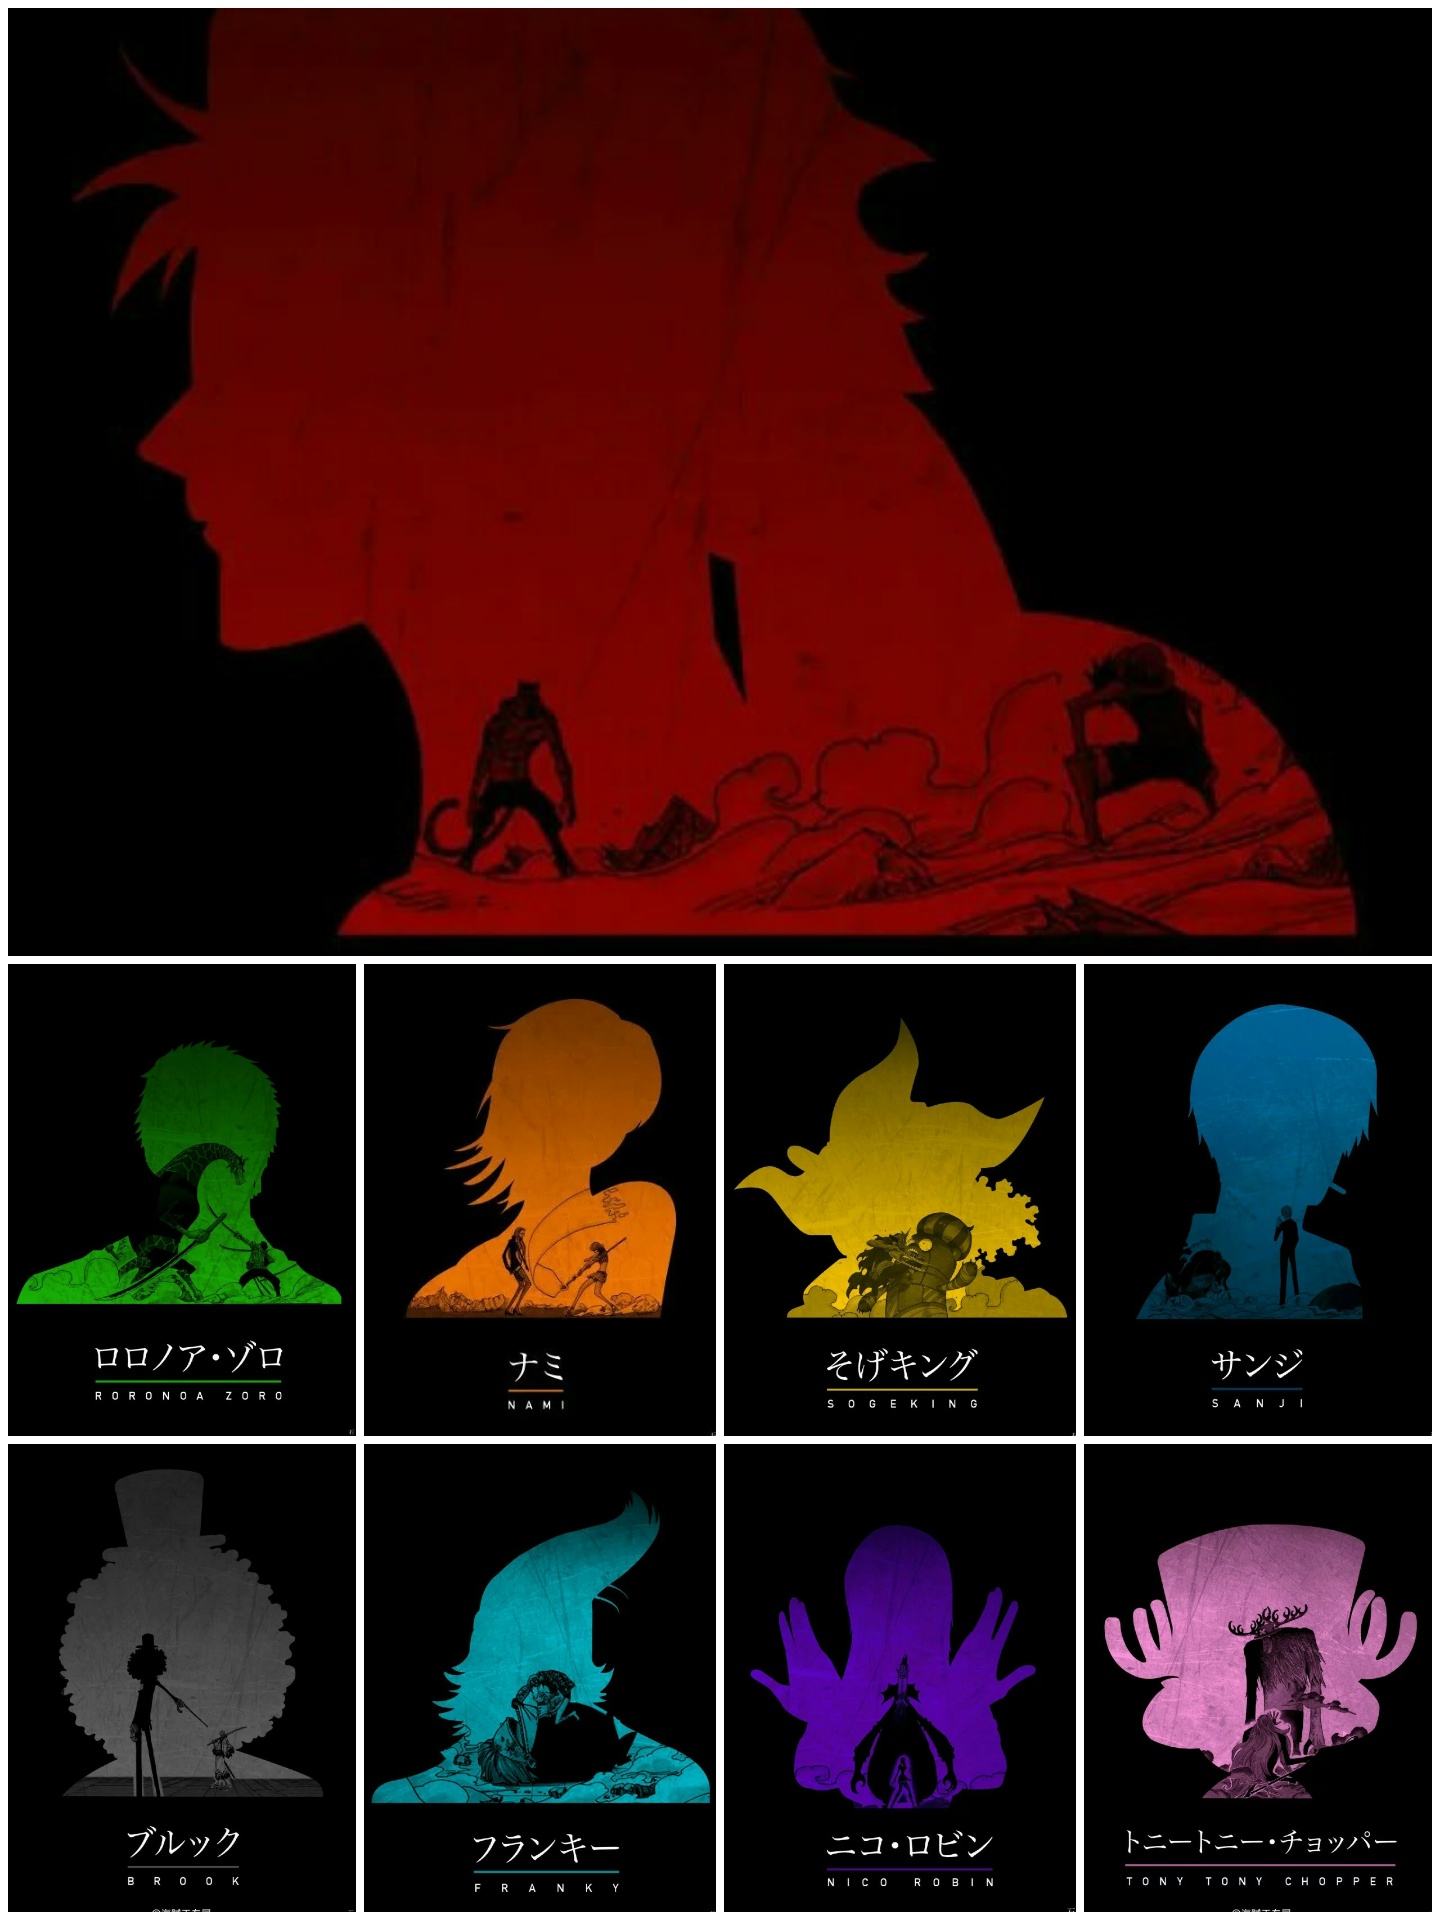 ロロノア・ゾロ
RORONOA ZORO
ナミ
NAMI
そげキング
SOGEKING
サンジ
SANJI
ブルック
BROOK
フランキー
FRANKY
ニコ・ロビン
NICO ROBIN
トニートニー・チョッパー
TONY TONY CHOPPER